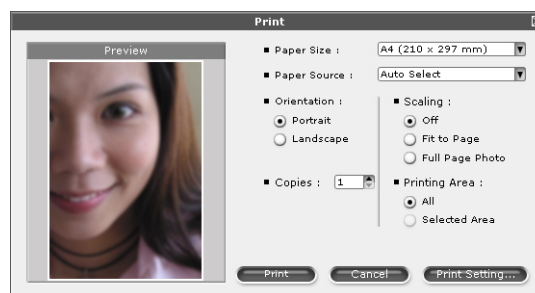 Print
Preview
Paper Size :
A4 (210 x 297 mm)
Paper Source :
Auto Select
Orientation :
Portrait
Landscape
Scaling :
Off
Fit to Page
Full Page Photo
Copies :
1
Printing Area :
All
Selected Area
Print
Cancel
Print Setting...